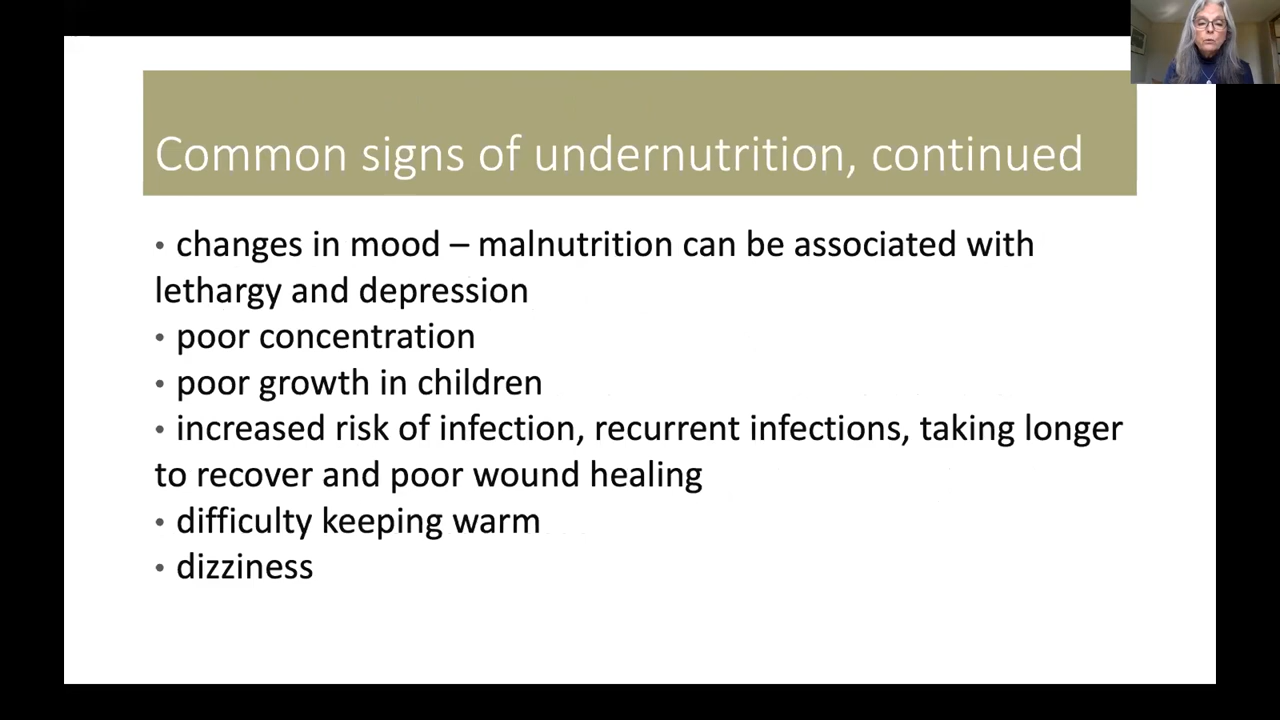 Common signs of undernutrition, continued
• changes in mood – malnutrition can be associated with
lethargy and depression
• poor concentration
• poor growth in children
• increased risk of infection, recurrent infections, taking longer
to recover and poor wound healing
• difficulty keeping warm
• dizziness